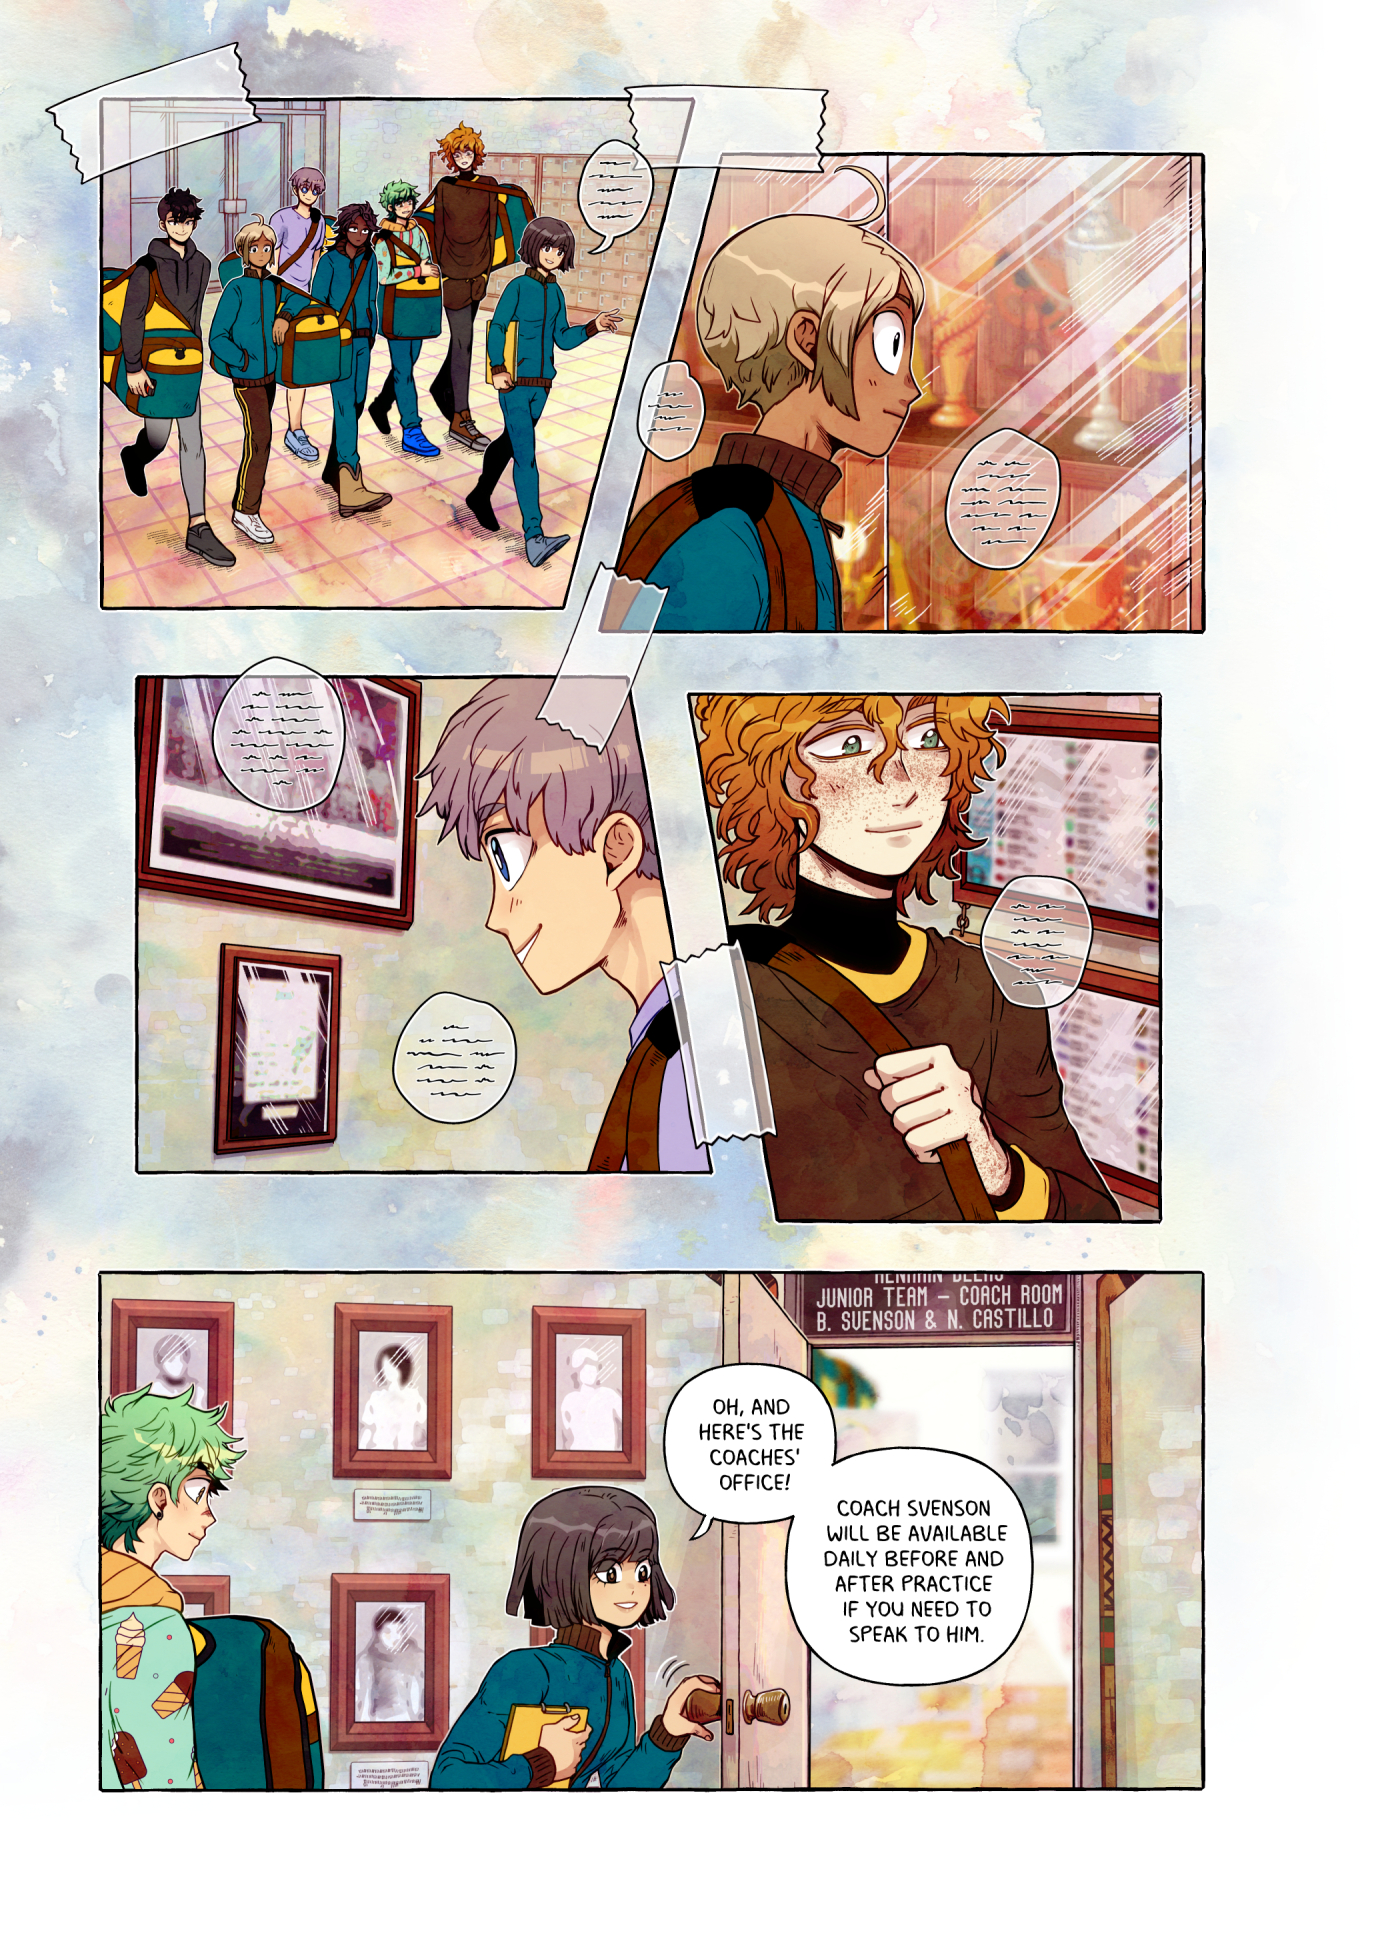 JUNIOR TEAM – COACH ROOM
B. SVENSON & N. CASTILLO
OH, AND
HERE'S THE
COACHES'
OFFICE!
COACH SVENSON
WILL BE AVAILABLE
DAILY BEFORE AND
AFTER PRACTICE
IF YOU NEED TO
SPEAK TO HIM.